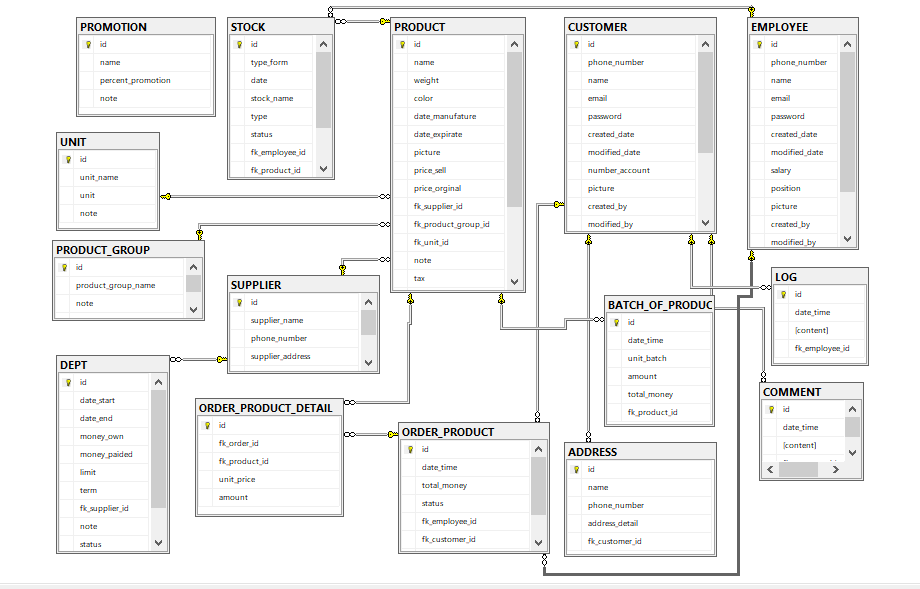 PROMOTION
id
name
percent_promotion
note
STOCK
id
type_form
date
stock_name
type
status
fk_employee_id
fk_product_id
PRODUCT
id
name
weight
color
date_manufature
date_expirate
picture
price_sell
price_orginal
fk_supplier_id
fk_product_group_id
fk_unit_id
note
tax
CUSTOMER
id
phone_number
name
email
password
created_date
modified_date
number_account
picture
created_by
modified_by
EMPLOYEE
id
phone_number
name
email
password
created_date
modified_date
salary
position
picture
created_by
modified_by
UNIT
id
unit_name
unit
note
PRODUCT_GROUP
id
product_group_name
note
SUPPLIER
id
supplier_name
phone_number
supplier_address
LOG
id
date_time
[content]
fk_employee_id
BATCH_OF_PRODUC
id
date_time
unit_batch
amount
total_money
fk_product_id
DEPT
id
date_start
date_end
money_own
money_paided
limit
term
fk_supplier_id
note
status
ORDER_PRODUCT_DETAIL
id
fk_order_id
fk_product_id
unit_price
amount
ORDER_PRODUCT
id
date_time
total_money
status
fk_employee_id
fk_customer_id
ADDRESS
id
name
phone_number
address_detail
fk_customer_id
COMMENT
id
date_time
[content]